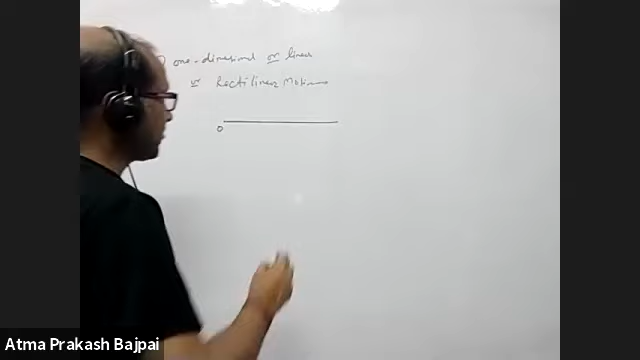 one-dimensional or linear
or Rectilinear Motion
O
Atma Prakash Bajpai